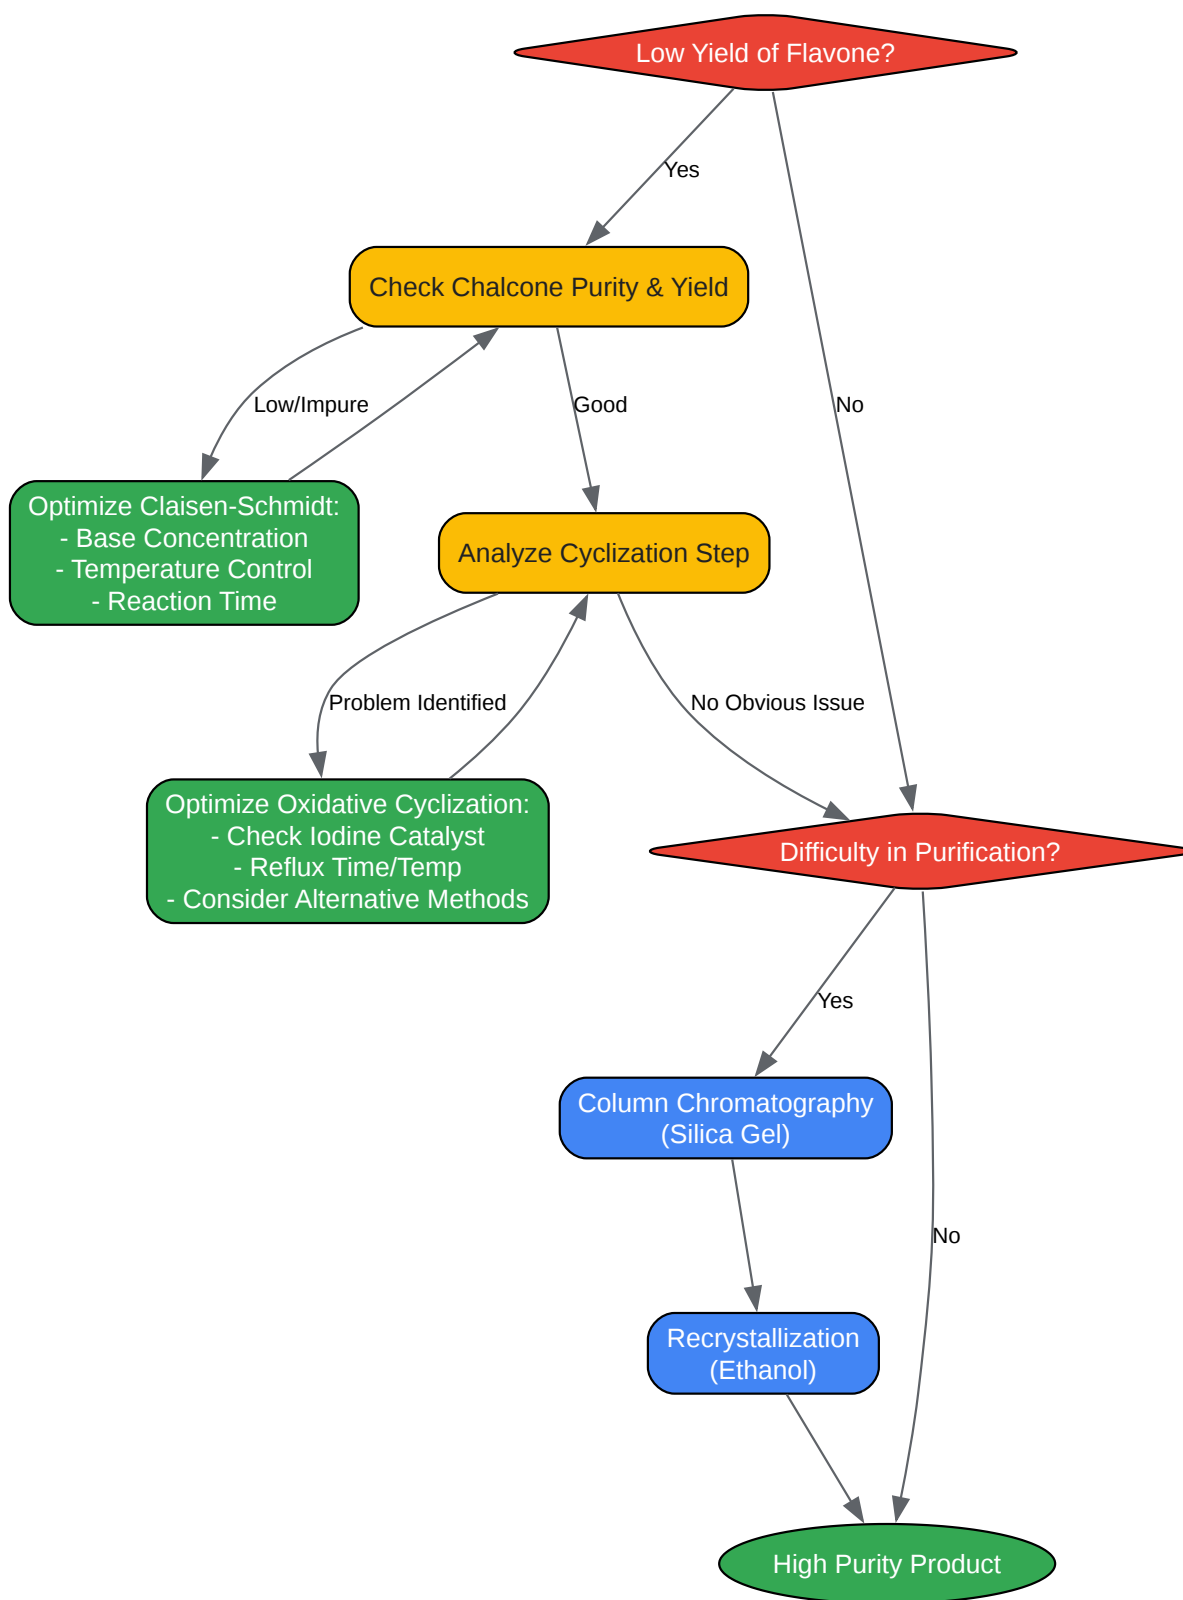 Low Yield of Flavone?
Yes
Check Chalcone Purity & Yield
Low/Impure
Good
No
Optimize Claisen-Schmidt:
- Base Concentration
- Temperature Control
- Reaction Time
Analyze Cyclization Step
Problem Identified
No Obvious Issue
Optimize Oxidative Cyclization:
- Check Iodine Catalyst
- Reflux Time/Temp
- Consider Alternative Methods
Difficulty in Purification?
Yes
Column Chromatography
(Silica Gel)
No
Recrystallization
(Ethanol)
High Purity Product